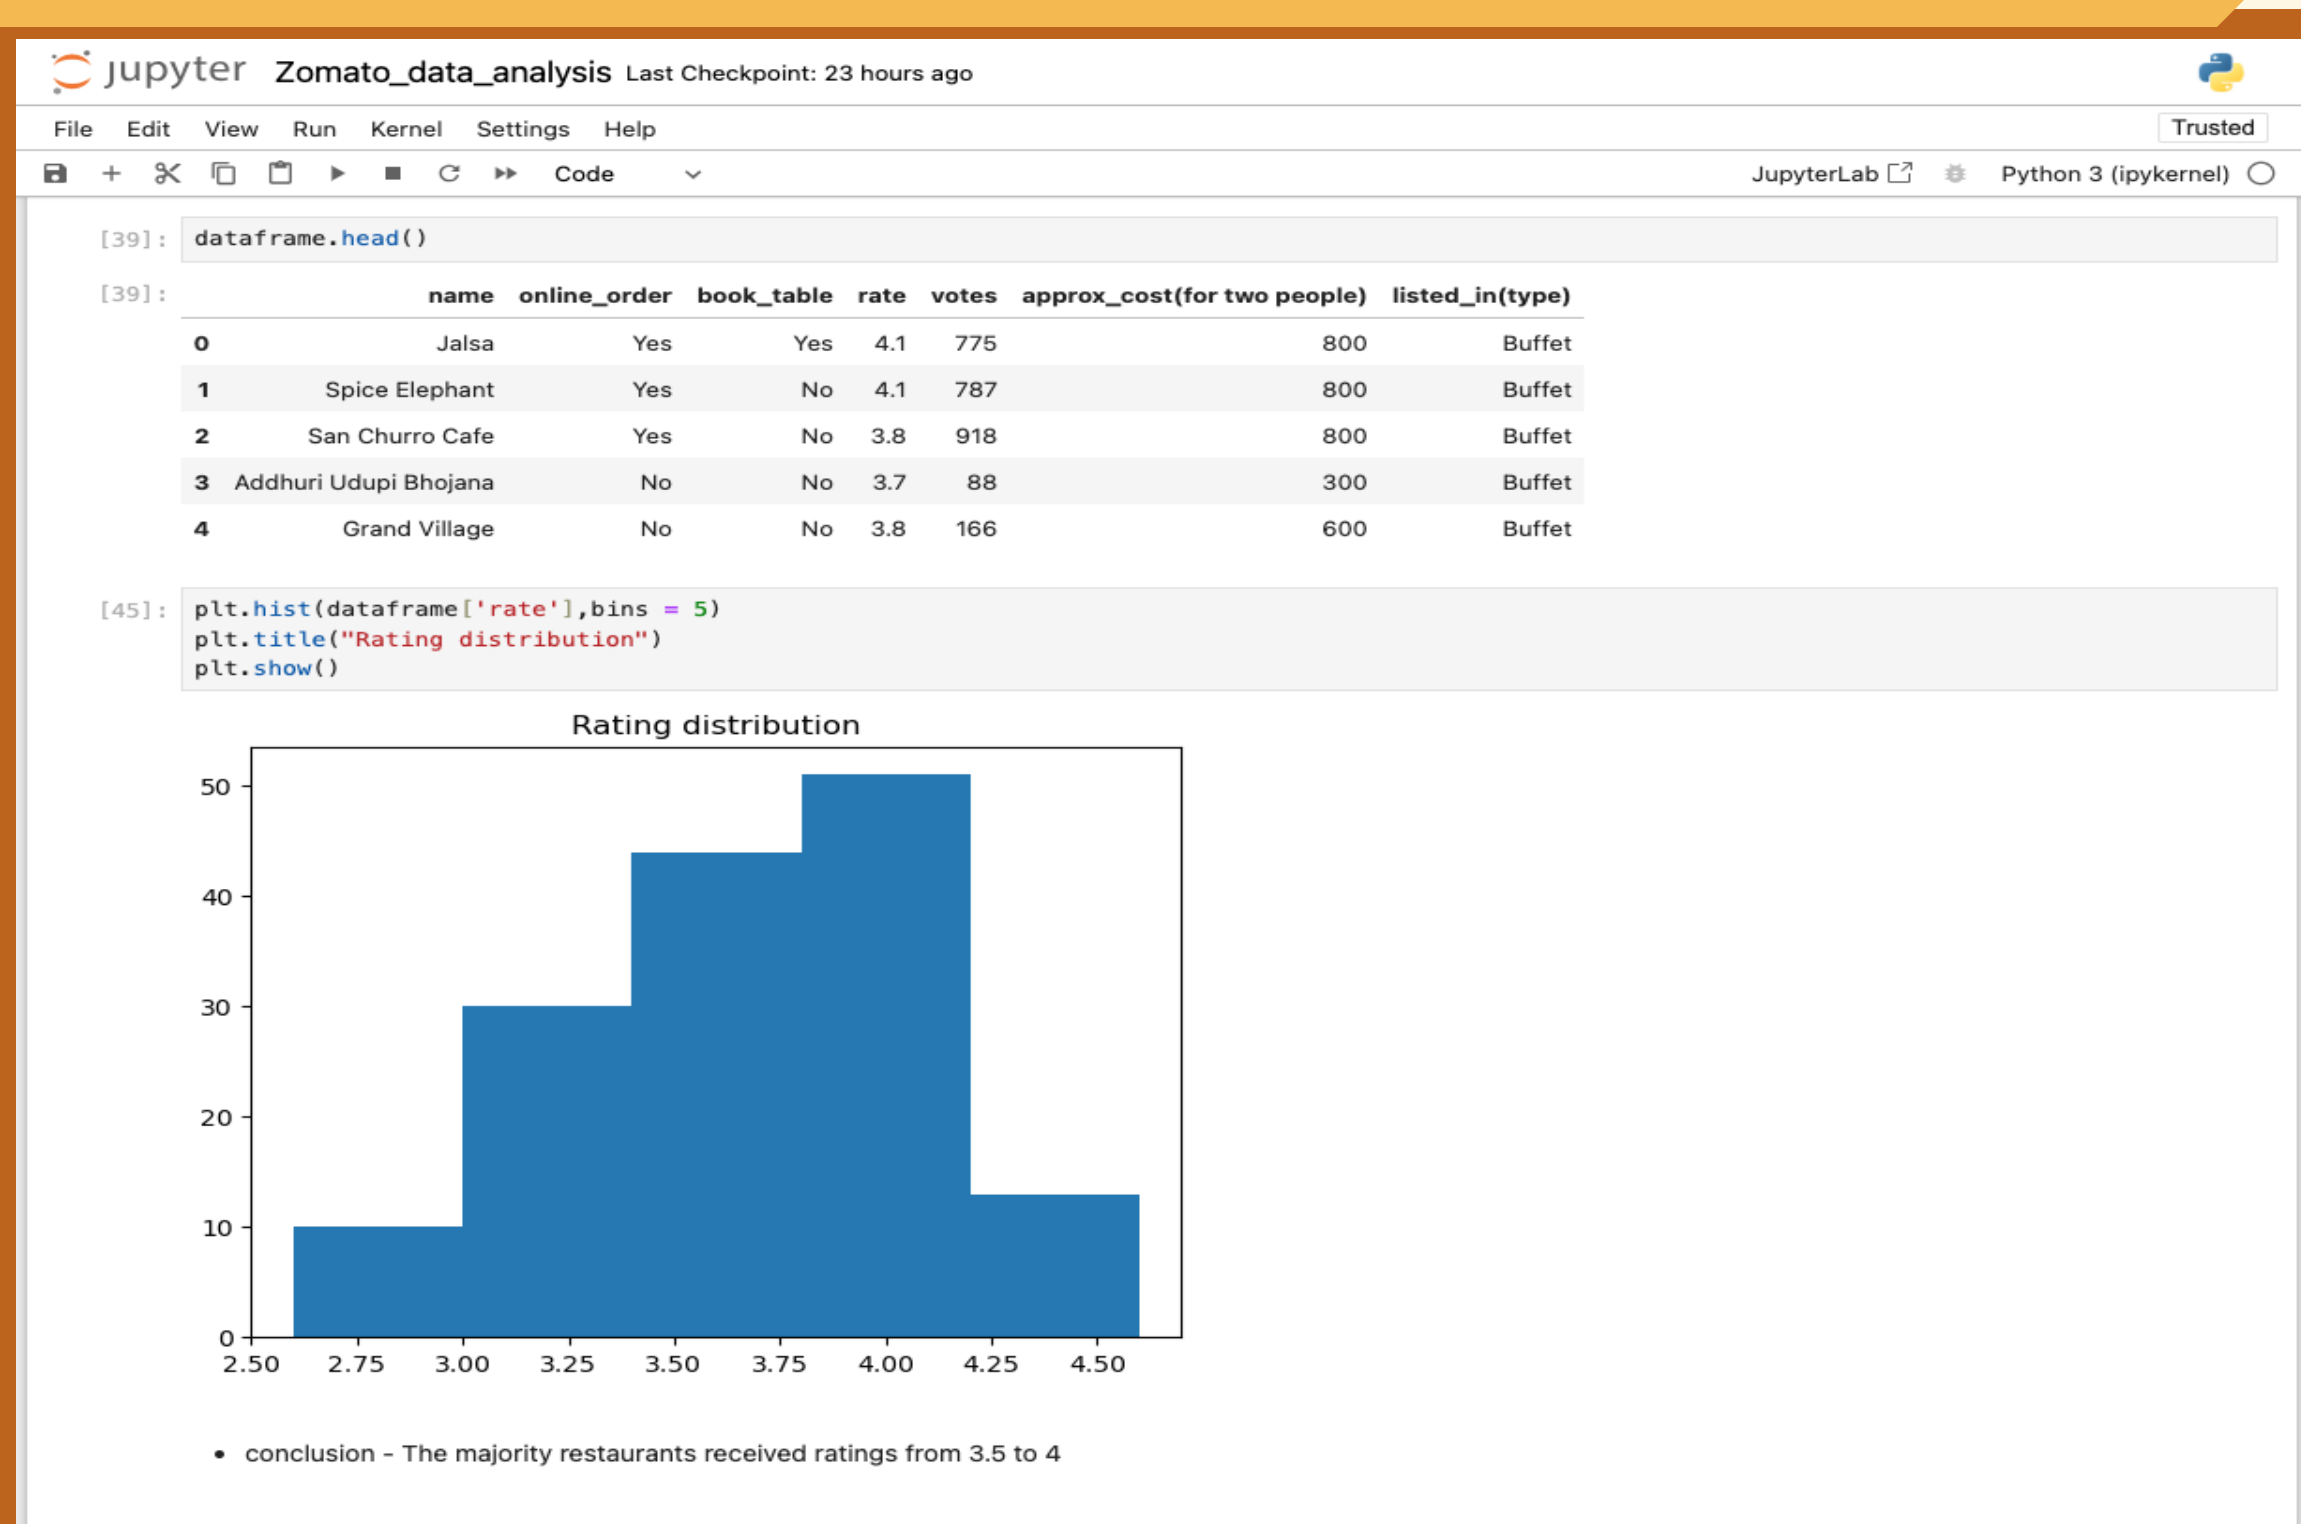 jupyter Zomato_data_analysis Last Checkpoint: 23 hours ago
File Edit View Run Kernel Settings Help Trusted
Code JupyterLab Python 3 (ipykernel)
[39]: dataframe.head()
[39]: name online_order book_table rate votes approx_cost(for two people) listed_in(type)
0 Jalsa Yes Yes 4.1 775 800 Buffet
1 Spice Elephant Yes No 4.1 787 800 Buffet
2 San Churro Cafe Yes No 3.8 918 800 Buffet
3 Addhuri Udupi Bhojana No No 3.7 88 300 Buffet
4 Grand Village No No 3.8 166 600 Buffet
[45]: plt.hist(dataframe['rate'],bins = 5)
plt.title("Rating distribution")
plt.show()
Rating distribution
50
40
30
20
10
0
2.50 2.75 3.00 3.25 3.50 3.75 4.00 4.25 4.50
• conclusion - The majority restaurants received ratings from 3.5 to 4